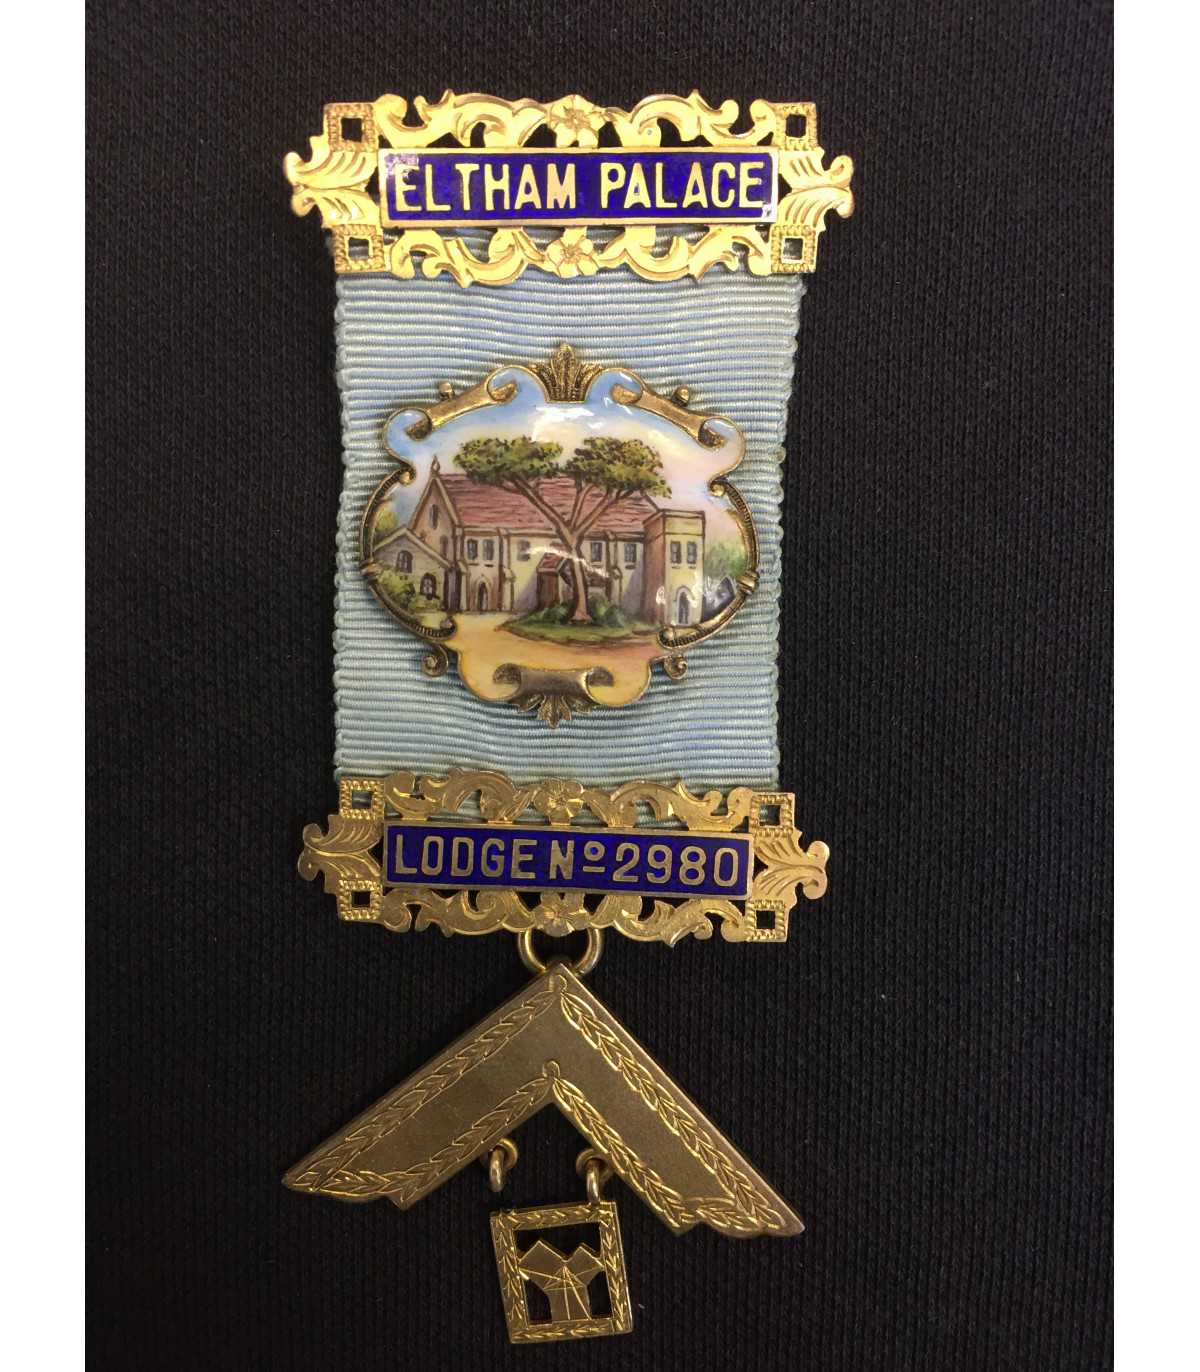 ELTHAM PALACE
LODGE Nº 2980